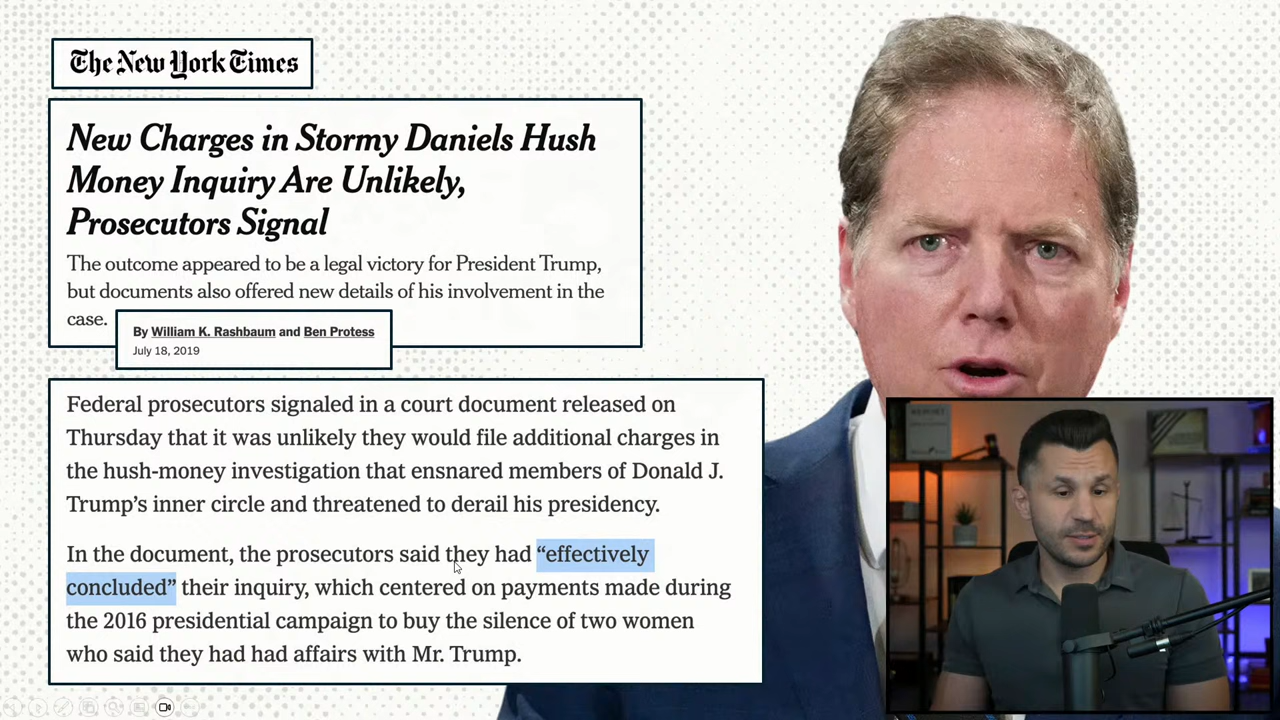 The New York Times
New Charges in Stormy Daniels Hush
Money Inquiry Are Unlikely,
Prosecutors Signal
The outcome appeared to be a legal victory for President Trump,
but documents also offered new details of his involvement in the
case.
By William K. Rashbaum and Ben Protess
July 18, 2019
Federal prosecutors signaled in a court document released on
Thursday that it was unlikely they would file additional charges in
the hush-money investigation that ensnared members of Donald J.
Trump’s inner circle and threatened to derail his presidency.
In the document, the prosecutors said they had “effectively
concluded” their inquiry, which centered on payments made during
the 2016 presidential campaign to buy the silence of two women
who said they had had affairs with Mr. Trump.